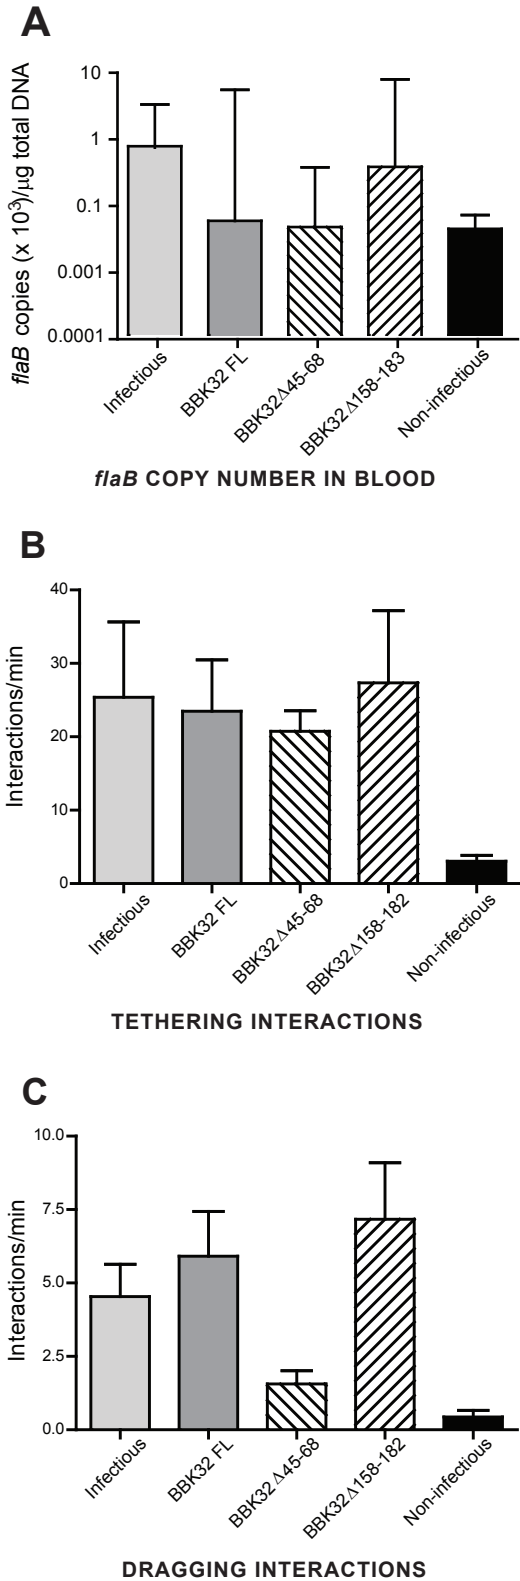 A
flaB copies (x 10³)/µg total DNA
10
1
0.1
0.001
0.0001
Infectious
BBK32 FL
BBK32Δ45-68
BBK32Δ158-183
Non-infectious
flaB COPY NUMBER IN BLOOD
B
Interactions/min
40
30
20
10
0
Infectious
BBK32 FL
BBK32Δ45-68
BBK32Δ158-182
Non-infectious
TETHERING INTERACTIONS
C
Interactions/min
10.0
7.5
5.0
2.5
0.0
Infectious
BBK32 FL
BBK32 Δ45-68
BBK32Δ158-182
Non-infectious
DRAGGING INTERACTIONS